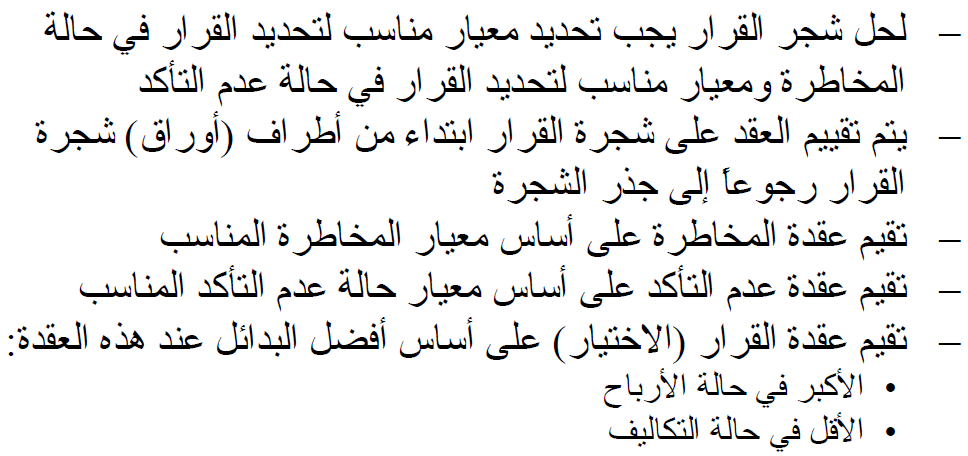 – لحل شجر القرار يجب تحديد معيار مناسب لتحديد القرار في حالة
المخاطرة ومعيار مناسب لتحديد القرار في حالة عدم التأكد
– يتم تقييم العقد على شجرة القرار ابتداء من أطراف (أوراق) شجرة
القرار رجوعاً إلى جذر الشجرة
– تقيم عقدة المخاطرة على أساس معيار المخاطرة المناسب
– تقيم عقدة عدم التأكد على أساس معيار حالة عدم التأكد المناسب
– تقيم عقدة القرار (الاختيار) على أساس أفضل البدائل عند هذه العقدة:
• الأكبر في حالة الأرباح
• الأقل في حالة التكاليف